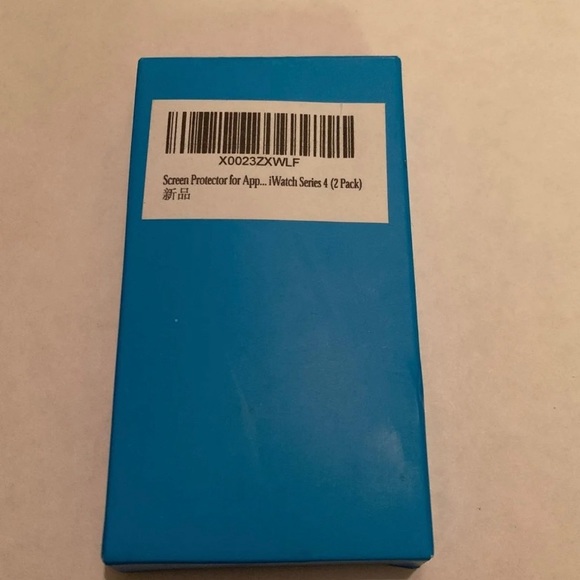 X0023ZXWLF
Screen Protector for App... iWatch Series 4 (2 Pack)
新品